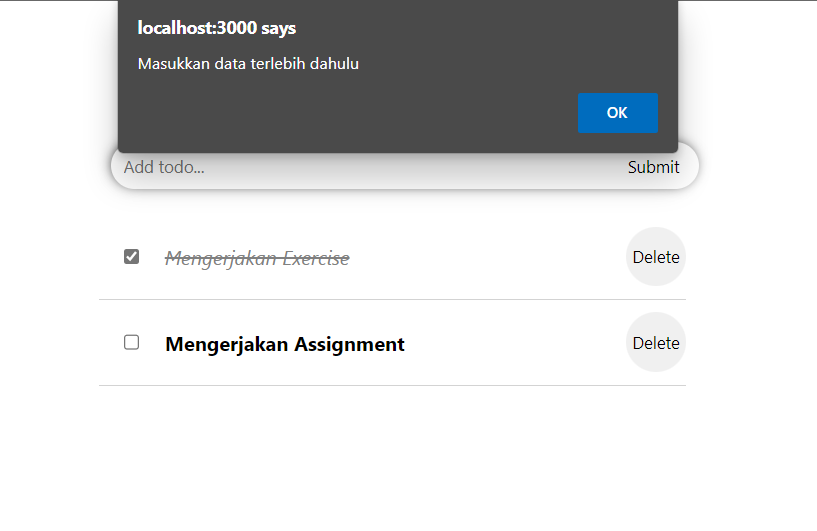 localhost:3000 says
Masukkan data terlebih dahulu
OK
Add todo... Submit
Mengerjakan Exercise Delete
Mengerjakan Assignment Delete